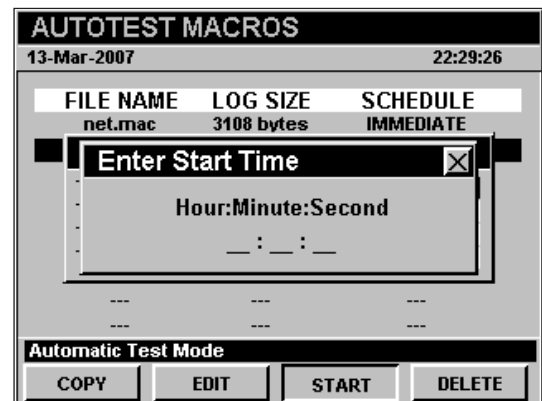 AUTOTEST MACROS
13-Mar-2007 22:29:26
FILE NAME LOG SIZE SCHEDULE
net.mac 3108 bytes IMMEDIATE
Enter Start Time
Hour:Minute:Second
__:__:__
--- --- ---
--- --- ---
Automatic Test Mode
COPY EDIT START DELETE